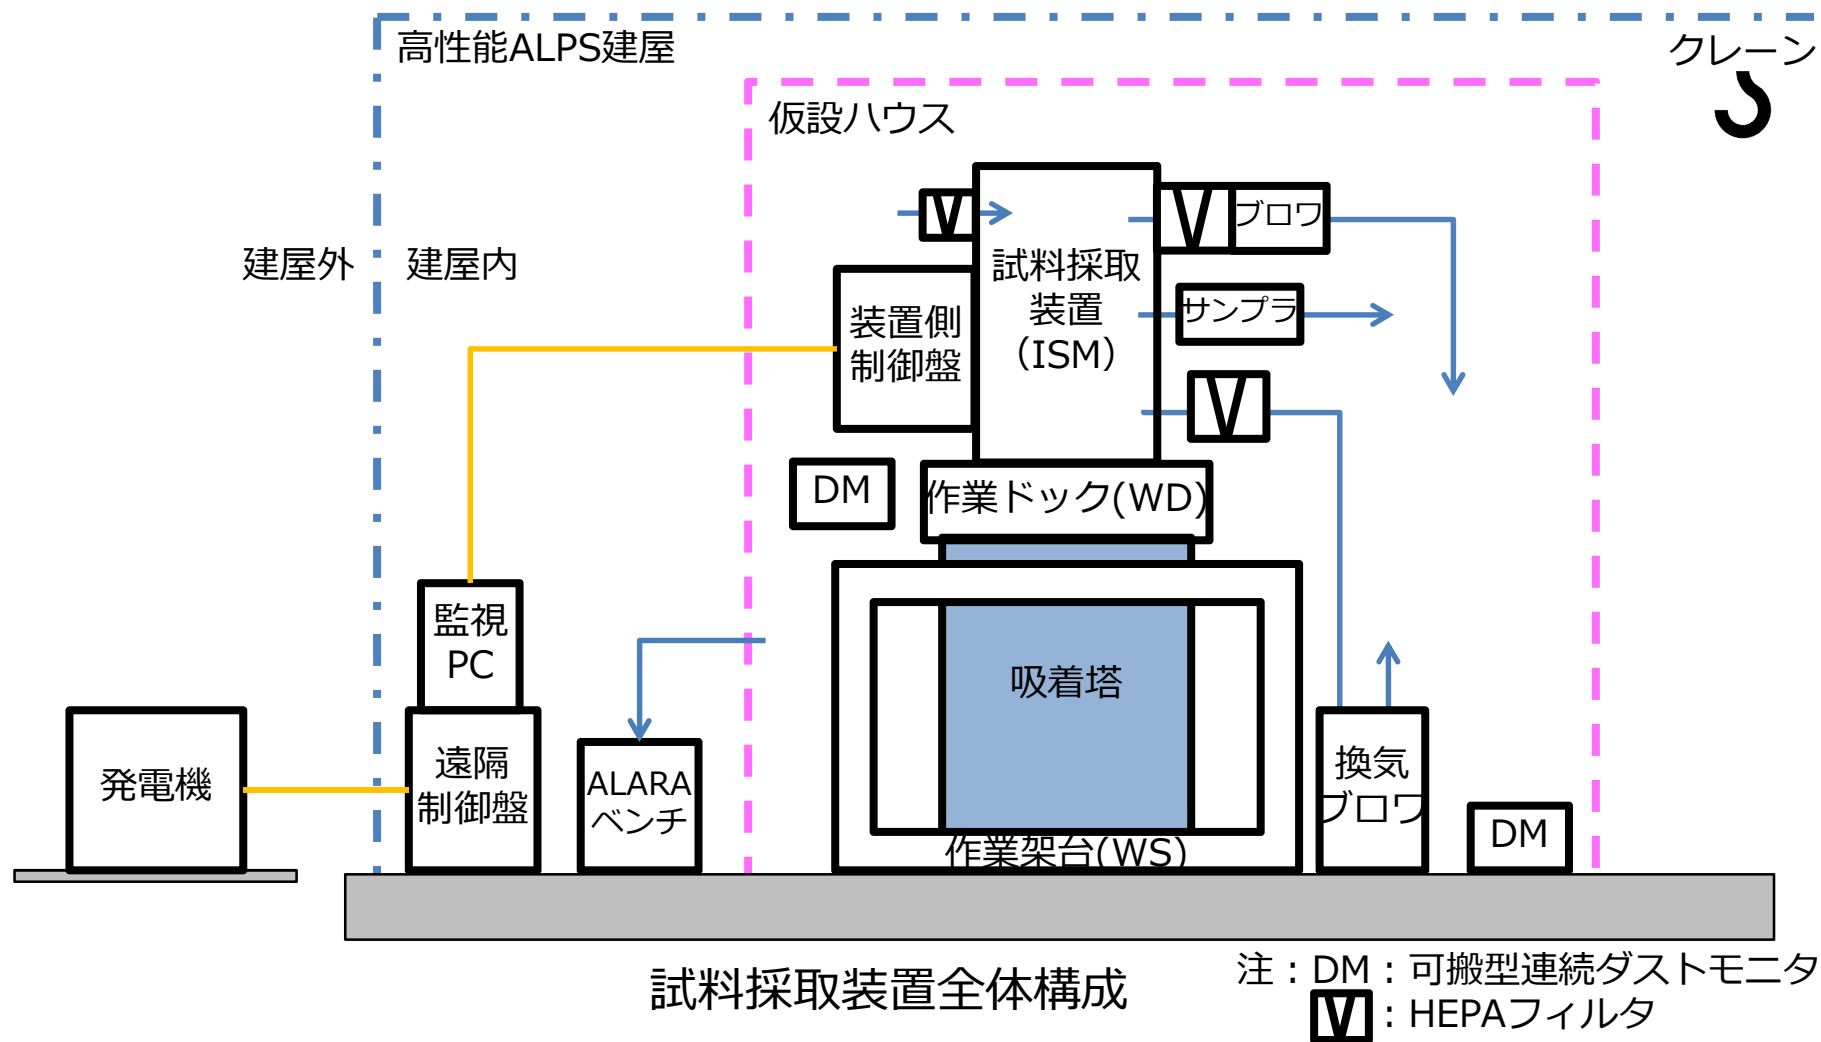 高性能ALPS建屋
クレーン
仮設ハウス
ブロワ
建屋外
建屋内
試料採取
装置
（ISM）
サンプラ
装置側
制御盤
DM
作業ドック(WD)
監視
PC
吸着塔
発電機
遠隔
制御盤
ALARA
ベンチ
換気
ブロワ
DM
作業架台(WS)
試料採取装置全体構成
注：DM：可搬型連続ダストモニタ
：HEPAフィルタ